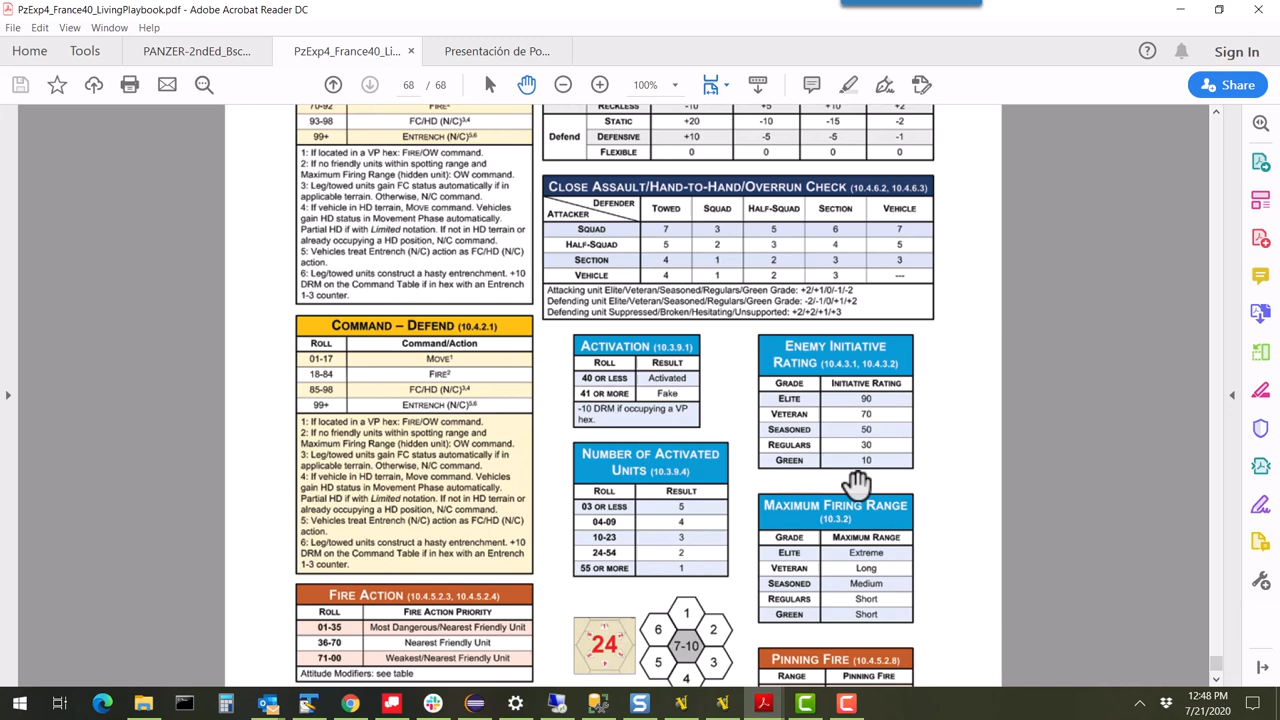 PzExp4_France40_LivingPlaybook.pdf - Adobe Acrobat Reader DC
File Edit View Window Help
Home Tools PANZER-2ndEd_Bsc... PzExp4_France40_Li... × Presentación de Po... Sign In
68 / 68 100% Share
70-92 FIRE²
93-98 FC/HD (N/C)³,⁴
99+ ENTRENCH (N/C)⁵,⁶
1: If located in a VP hex: FIRE/OW command.
2: If no friendly units within spotting range and
Maximum Firing Range (hidden unit): OW command.
3: Leg/towed units gain FC status automatically if in
applicable terrain. Otherwise, N/C command.
4: If vehicle in HD terrain, MOVE command. Vehicles
gain HD status in Movement Phase automatically.
Partial HD if with Limited notation. If not in HD terrain or
already occupying a HD position, N/C command.
5: Vehicles treat Entrench (N/C) action as FC/HD (N/C)
action.
6: Leg/towed units construct a hasty entrenchment. +10
DRM on the Command Table if in hex with an Entrench
1-3 counter.
COMMAND – DEFEND (10.4.2.1)
ROLL Command/Action
01-17 MOVE¹
18-84 FIRE²
85-98 FC/HD (N/C)³,⁴
99+ ENTRENCH (N/C)⁵,⁶
1: If located in a VP hex: FIRE/OW command.
2: If no friendly units within spotting range and
Maximum Firing Range (hidden unit): OW command.
3: Leg/towed units gain FC status automatically if in
applicable terrain. Otherwise, N/C command.
4: If vehicle in HD terrain, Move command. Vehicles
gain HD status in Movement Phase automatically.
Partial HD if with Limited notation. If not in HD terrain or
already occupying a HD position, N/C command.
5: Vehicles treat Entrench (N/C) action as FC/HD (N/C)
action.
6: Leg/towed units construct a hasty entrenchment. +10
DRM on the Command Table if in hex with an Entrench
1-3 counter.
FIRE ACTION (10.4.5.2.3, 10.4.5.2.4)
ROLL FIRE ACTION PRIORITY
01-35 Most Dangerous/Nearest Friendly Unit
36-70 Nearest Friendly Unit
71-00 Weakest/Nearest Friendly Unit
Attitude Modifiers: see table
RECKLESS -10 +5 +10 +2
STATIC +20 -10 -15 -2
Defend DEFENSIVE +10 -5 -5 -1
FLEXIBLE 0 0 0 0
CLOSE ASSAULT/HAND-TO-HAND/OVERRUN CHECK (10.4.6.2, 10.4.6.3)
DEFENDER TOWED SQUAD HALF-SQUAD SECTION VEHICLE
ATTACKER
SQUAD 7 3 5 6 7
HALF-SQUAD 5 2 3 4 5
SECTION 4 1 2 3 3
VEHICLE 4 1 2 3 ---
Attacking unit Elite/Veteran/Seasoned/Regulars/Green Grade: +2/+1/0/-1/-2
Defending unit Elite/Veteran/Seasoned/Regulars/Green Grade: -2/-1/0/+1/+2
Defending unit Suppressed/Broken/Hesitating/Unsupported: +2/+2/+1/+3
ACTIVATION (10.3.9.1)
ROLL RESULT
40 OR LESS Activated
41 OR MORE Fake
-10 DRM if occupying a VP
hex.
NUMBER OF ACTIVATED
UNITS (10.3.9.4)
ROLL RESULT
03 OR LESS 5
04-09 4
10-23 3
24-54 2
55 OR MORE 1
24
1
6 2
7-10
5 3
4
ENEMY INITIATIVE
RATING (10.4.3.1, 10.4.3.2)
GRADE INITIATIVE RATING
ELITE 90
VETERAN 70
SEASONED 50
REGULARS 30
GREEN 10
MAXIMUM FIRING RANGE
(10.3.2)
GRADE MAXIMUM RANGE
ELITE Extreme
VETERAN Long
SEASONED Medium
REGULARS Short
GREEN Short
PINNING FIRE (10.4.5.2.8)
RANGE PINNING FIRE
12:48 PM
7/21/2020